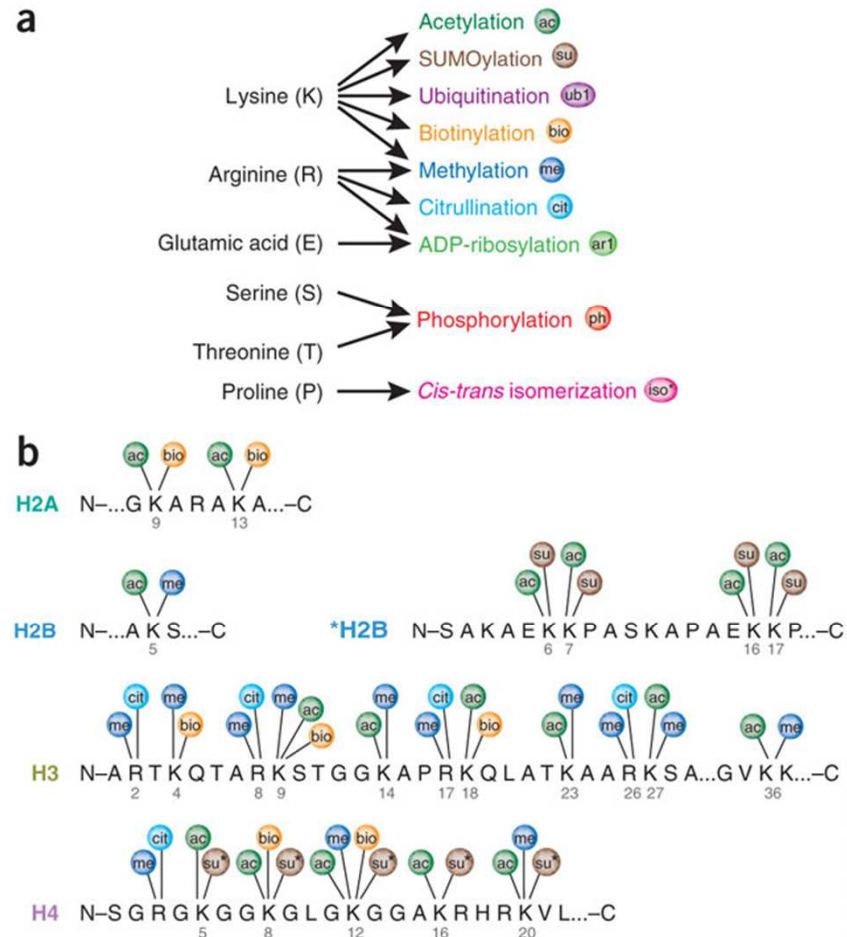 a
Acetylation ac
SUMOylation su
Lysine (K)
Ubiquitination ub1
Biotinylation bio
Arginine (R)
Methylation me
Citrullination cit
Glutamic acid (E)
ADP-ribosylation ar1
Serine (S)
Phosphorylation ph
Threonine (T)
Proline (P)
Cis-trans isomerization iso*
b
ac bio ac bio
H2A N–...G K A R A K A...–C
9 13
su ac su ac
ac me ac su ac su
H2B N–...A K S...–C *H2B N–S A K A E K K P A S K A P A E K K P...–C
5 6 7 16 17
cit me cit me ac me cit ac me cit ac
me bio me bio ac me bio ac me me ac me
H3 N–A R T K Q T A R K S T G G K A P R K Q L A T K A A R K S A...G V K K...–C
2 4 8 9 14 17 18 23 26 27 36
cit ac bio me bio me
me su* ac su* ac su* ac su* ac su*
H4 N–S G R G K G G K G L G K G G A K R H R K V L...–C
5 8 12 16 20